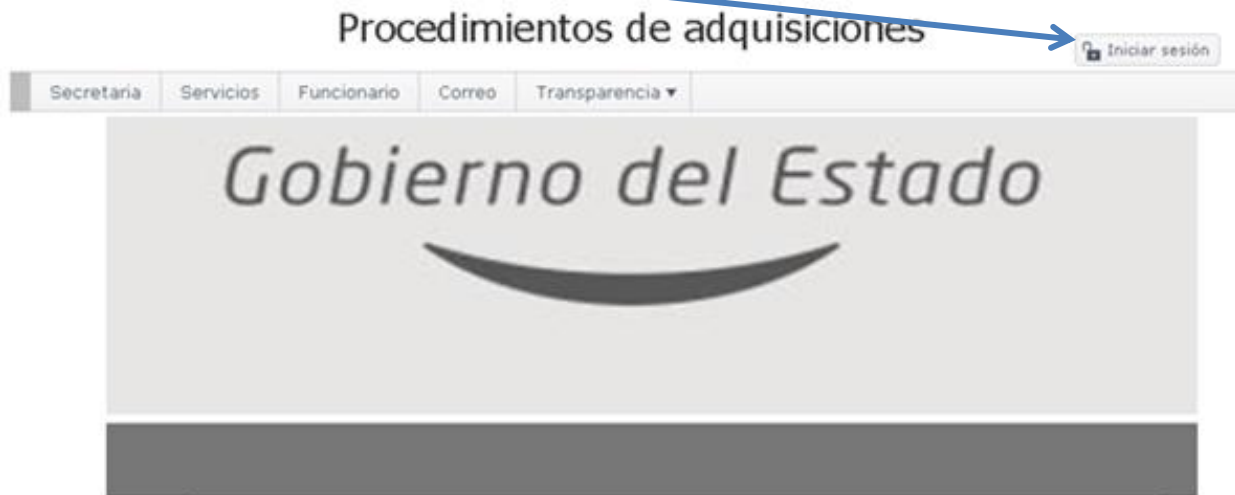 Procedimientos de adquisiciones
Iniciar sesión
Secretaria Servicios Funcionario Correo Transparencia ▼
Gobierno del Estado